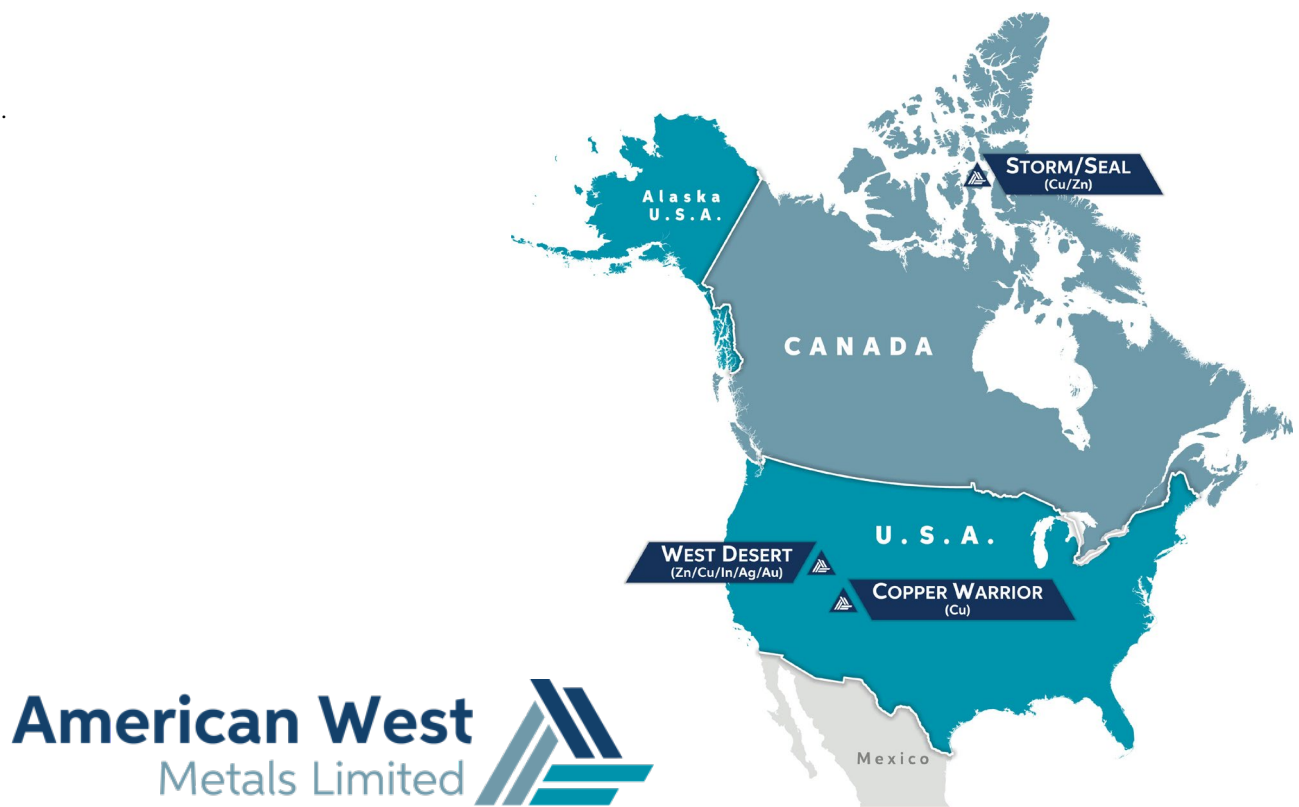 .
STORM/SEAL
(Cu/Zn)
Alaska
U.S.A.
CANADA
U.S.A.
WEST DESERT
(Zn/Cu/In/Ag/Au)
COPPER WARRIOR
(Cu)
American West
Metals Limited
Mexico